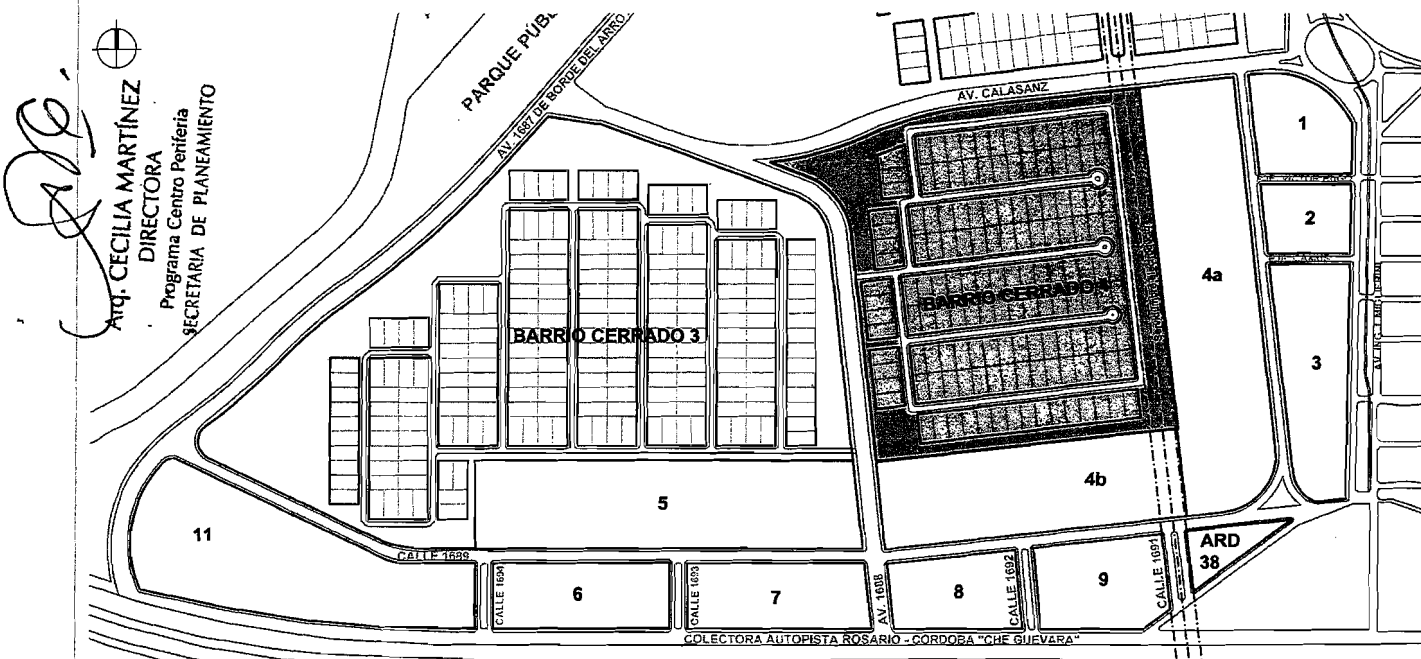 Arq. CECILIA MARTÍNEZ
DIRECTORA
Programa Centro Periferia
SECRETARIA DE PLANEAMIENTO
PARQUE PÚB
AV. 1687 DE BORDE DEL ARRO
AV. CALASANZ
1
2
3
4a
BARRIO CERRADO
BARRIO CERRADO 3
4b
5
11
CALLE 1689
ARD
38
CALLE 1694
6
CALLE 1693
7
AV. 1688
8
CALLE 1692
9
CALLE 1691
COLECTORA AUTOPISTA ROSARIO - CORDOBA "CHE GUEVARA"